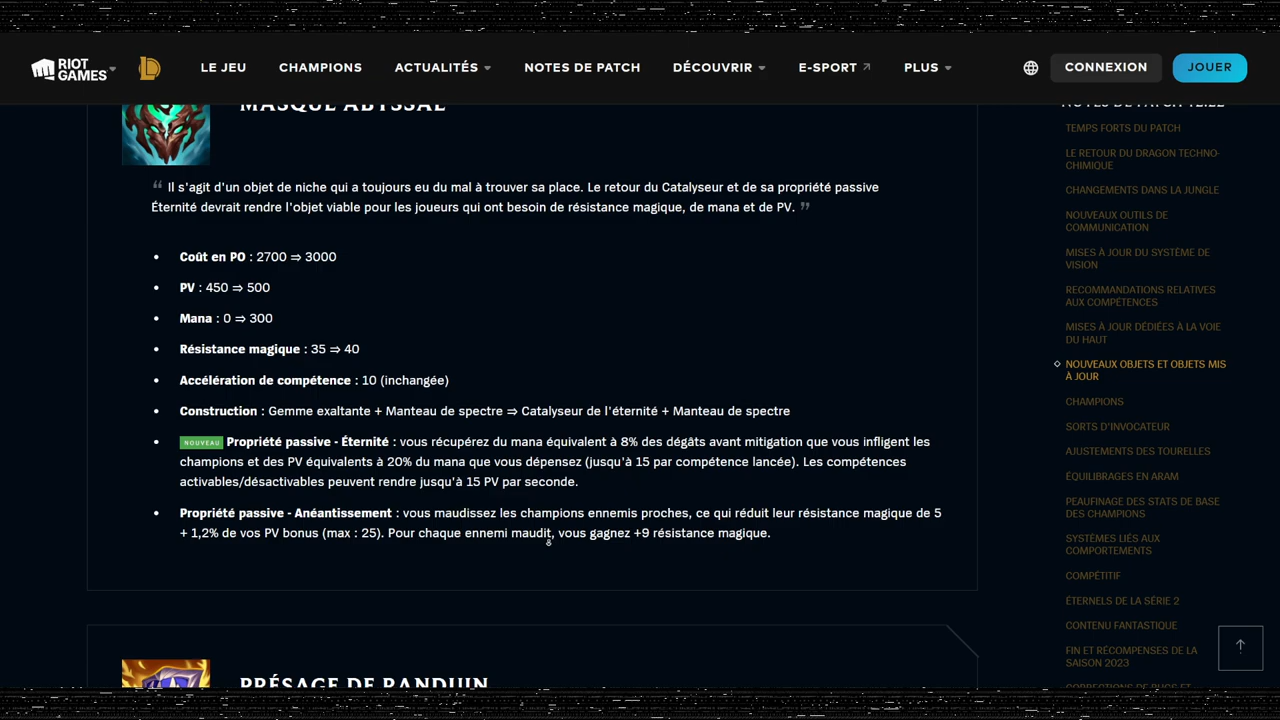 RIOT GAMES
LE JEU
CHAMPIONS
ACTUALITÉS
NOTES DE PATCH
DÉCOUVRIR
E-SPORT
PLUS
CONNEXION
JOUER
MASQUE ABYSSAL
“ Il s'agit d'un objet de niche qui a toujours eu du mal à trouver sa place. Le retour du Catalyseur et de sa propriété passive
Éternité devrait rendre l'objet viable pour les joueurs qui ont besoin de résistance magique, de mana et de PV. ”
• Coût en PO : 2700 ⇒ 3000
• PV : 450 ⇒ 500
• Mana : 0 ⇒ 300
• Résistance magique : 35 ⇒ 40
• Accélération de compétence : 10 (inchangée)
• Construction : Gemme exaltante + Manteau de spectre ⇒ Catalyseur de l'éternité + Manteau de spectre
• NOUVEAU Propriété passive - Éternité : vous récupérez du mana équivalent à 8% des dégâts avant mitigation que vous infligent les
champions et des PV équivalents à 20% du mana que vous dépensez (jusqu'à 15 par compétence lancée). Les compétences
activables/désactivables peuvent rendre jusqu'à 15 PV par seconde.
• Propriété passive - Anéantissement : vous maudissez les champions ennemis proches, ce qui réduit leur résistance magique de 5
+ 1,2% de vos PV bonus (max : 25). Pour chaque ennemi maudit, vous gagnez +9 résistance magique.
PRÉSAGE DE RANDUIN
NOTES DE PATCH 12.22
TEMPS FORTS DU PATCH
LE RETOUR DU DRAGON TECHNO-
CHIMIQUE
CHANGEMENTS DANS LA JUNGLE
NOUVEAUX OUTILS DE
COMMUNICATION
MISES À JOUR DU SYSTÈME DE
VISION
RECOMMANDATIONS RELATIVES
AUX COMPÉTENCES
MISES À JOUR DÉDIÉES À LA VOIE
DU HAUT
NOUVEAUX OBJETS ET OBJETS MIS
À JOUR
CHAMPIONS
SORTS D'INVOCATEUR
AJUSTEMENTS DES TOURELLES
ÉQUILIBRAGES EN ARAM
PEAUFINAGE DES STATS DE BASE
DES CHAMPIONS
SYSTÈMES LIÉS AUX
COMPORTEMENTS
COMPÉTITIF
ÉTERNELS DE LA SÉRIE 2
CONTENU FANTASTIQUE
FIN ET RÉCOMPENSES DE LA
SAISON 2023
CORRECTIONS DE BUGS ET